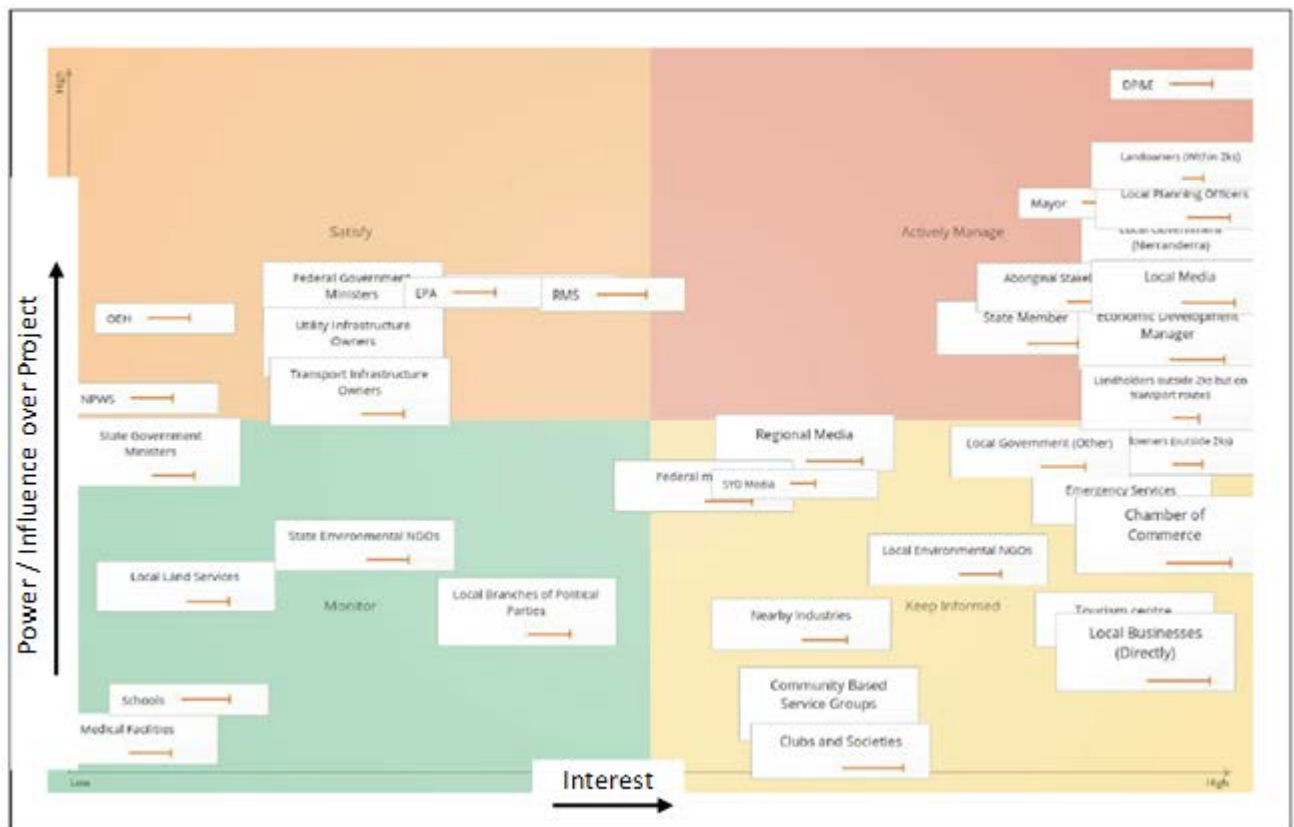 High
DP&E
Landowners (Within 2ks)
Mayor
Local Planning Officers
Satisfy
Actively Manage
Local Government
(Narranderra)
Federal Government
Ministers
EPA
RMS
Aboriginal
Local Media
OEH
Utility Infrastructure
Owners
State Member
Economic Development
Manager
Transport Infrastructure
Owners
Landholders outside 2ks but on
transport routes
NPWS
State Government
Ministers
Regional Media
Local Government (Other)
(outside 2ks)
Federal
SYD Media
Emergency Services
Chamber of
Commerce
State Environmental NGOs
Local Environmental NGOs
Local Land Services
Monitor
Local Branches of Political
Parties
Nearby Industries
Keep Informed
Tourism centre
Local Businesses
(Directly)
Schools
Community Based
Service Groups
Medical Facilities
Clubs and Societies
Low
High
Interest
Power / Influence over Project